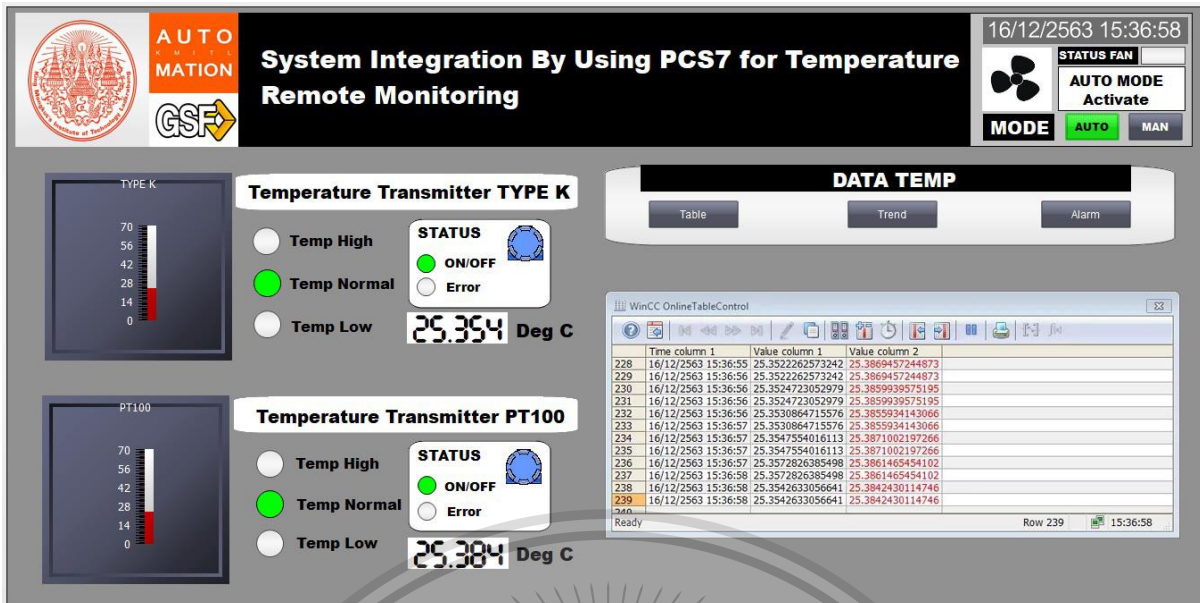 AUTO
KMITL
MATION
GSF
System Integration By Using PCS7 for Temperature
Remote Monitoring
16/12/2563 15:36:58
STATUS FAN
AUTO MODE
Activate
MODE
AUTO
MAN
TYPE K
70
56
42
28
14
0
Temperature Transmitter TYPE K
Temp High
Temp Normal
Temp Low
STATUS
ON/OFF
Error
25.354 Deg C
DATA TEMP
Table
Trend
Alarm
WinCC OnlineTableControl
Time column 1 Value column 1 Value column 2
228 16/12/2563 15:36:55 25.3522262573242 25.3869457244873
229 16/12/2563 15:36:56 25.3522262573242 25.3869457244873
230 16/12/2563 15:36:56 25.3524723052979 25.3859939575195
231 16/12/2563 15:36:56 25.3524723052979 25.3859939575195
232 16/12/2563 15:36:56 25.3530864715576 25.3855934143066
233 16/12/2563 15:36:57 25.3530864715576 25.3855934143066
234 16/12/2563 15:36:57 25.3547554016113 25.3871002197266
235 16/12/2563 15:36:57 25.3547554016113 25.3871002197266
236 16/12/2563 15:36:57 25.3572826385498 25.3861465454102
237 16/12/2563 15:36:58 25.3572826385498 25.3861465454102
238 16/12/2563 15:36:58 25.3542633056641 25.3842430114746
239 16/12/2563 15:36:58 25.3542633056641 25.3842430114746
Ready
Row 239
15:36:58
PT100
70
56
42
28
14
0
Temperature Transmitter PT100
Temp High
Temp Normal
Temp Low
STATUS
ON/OFF
Error
25.384 Deg C